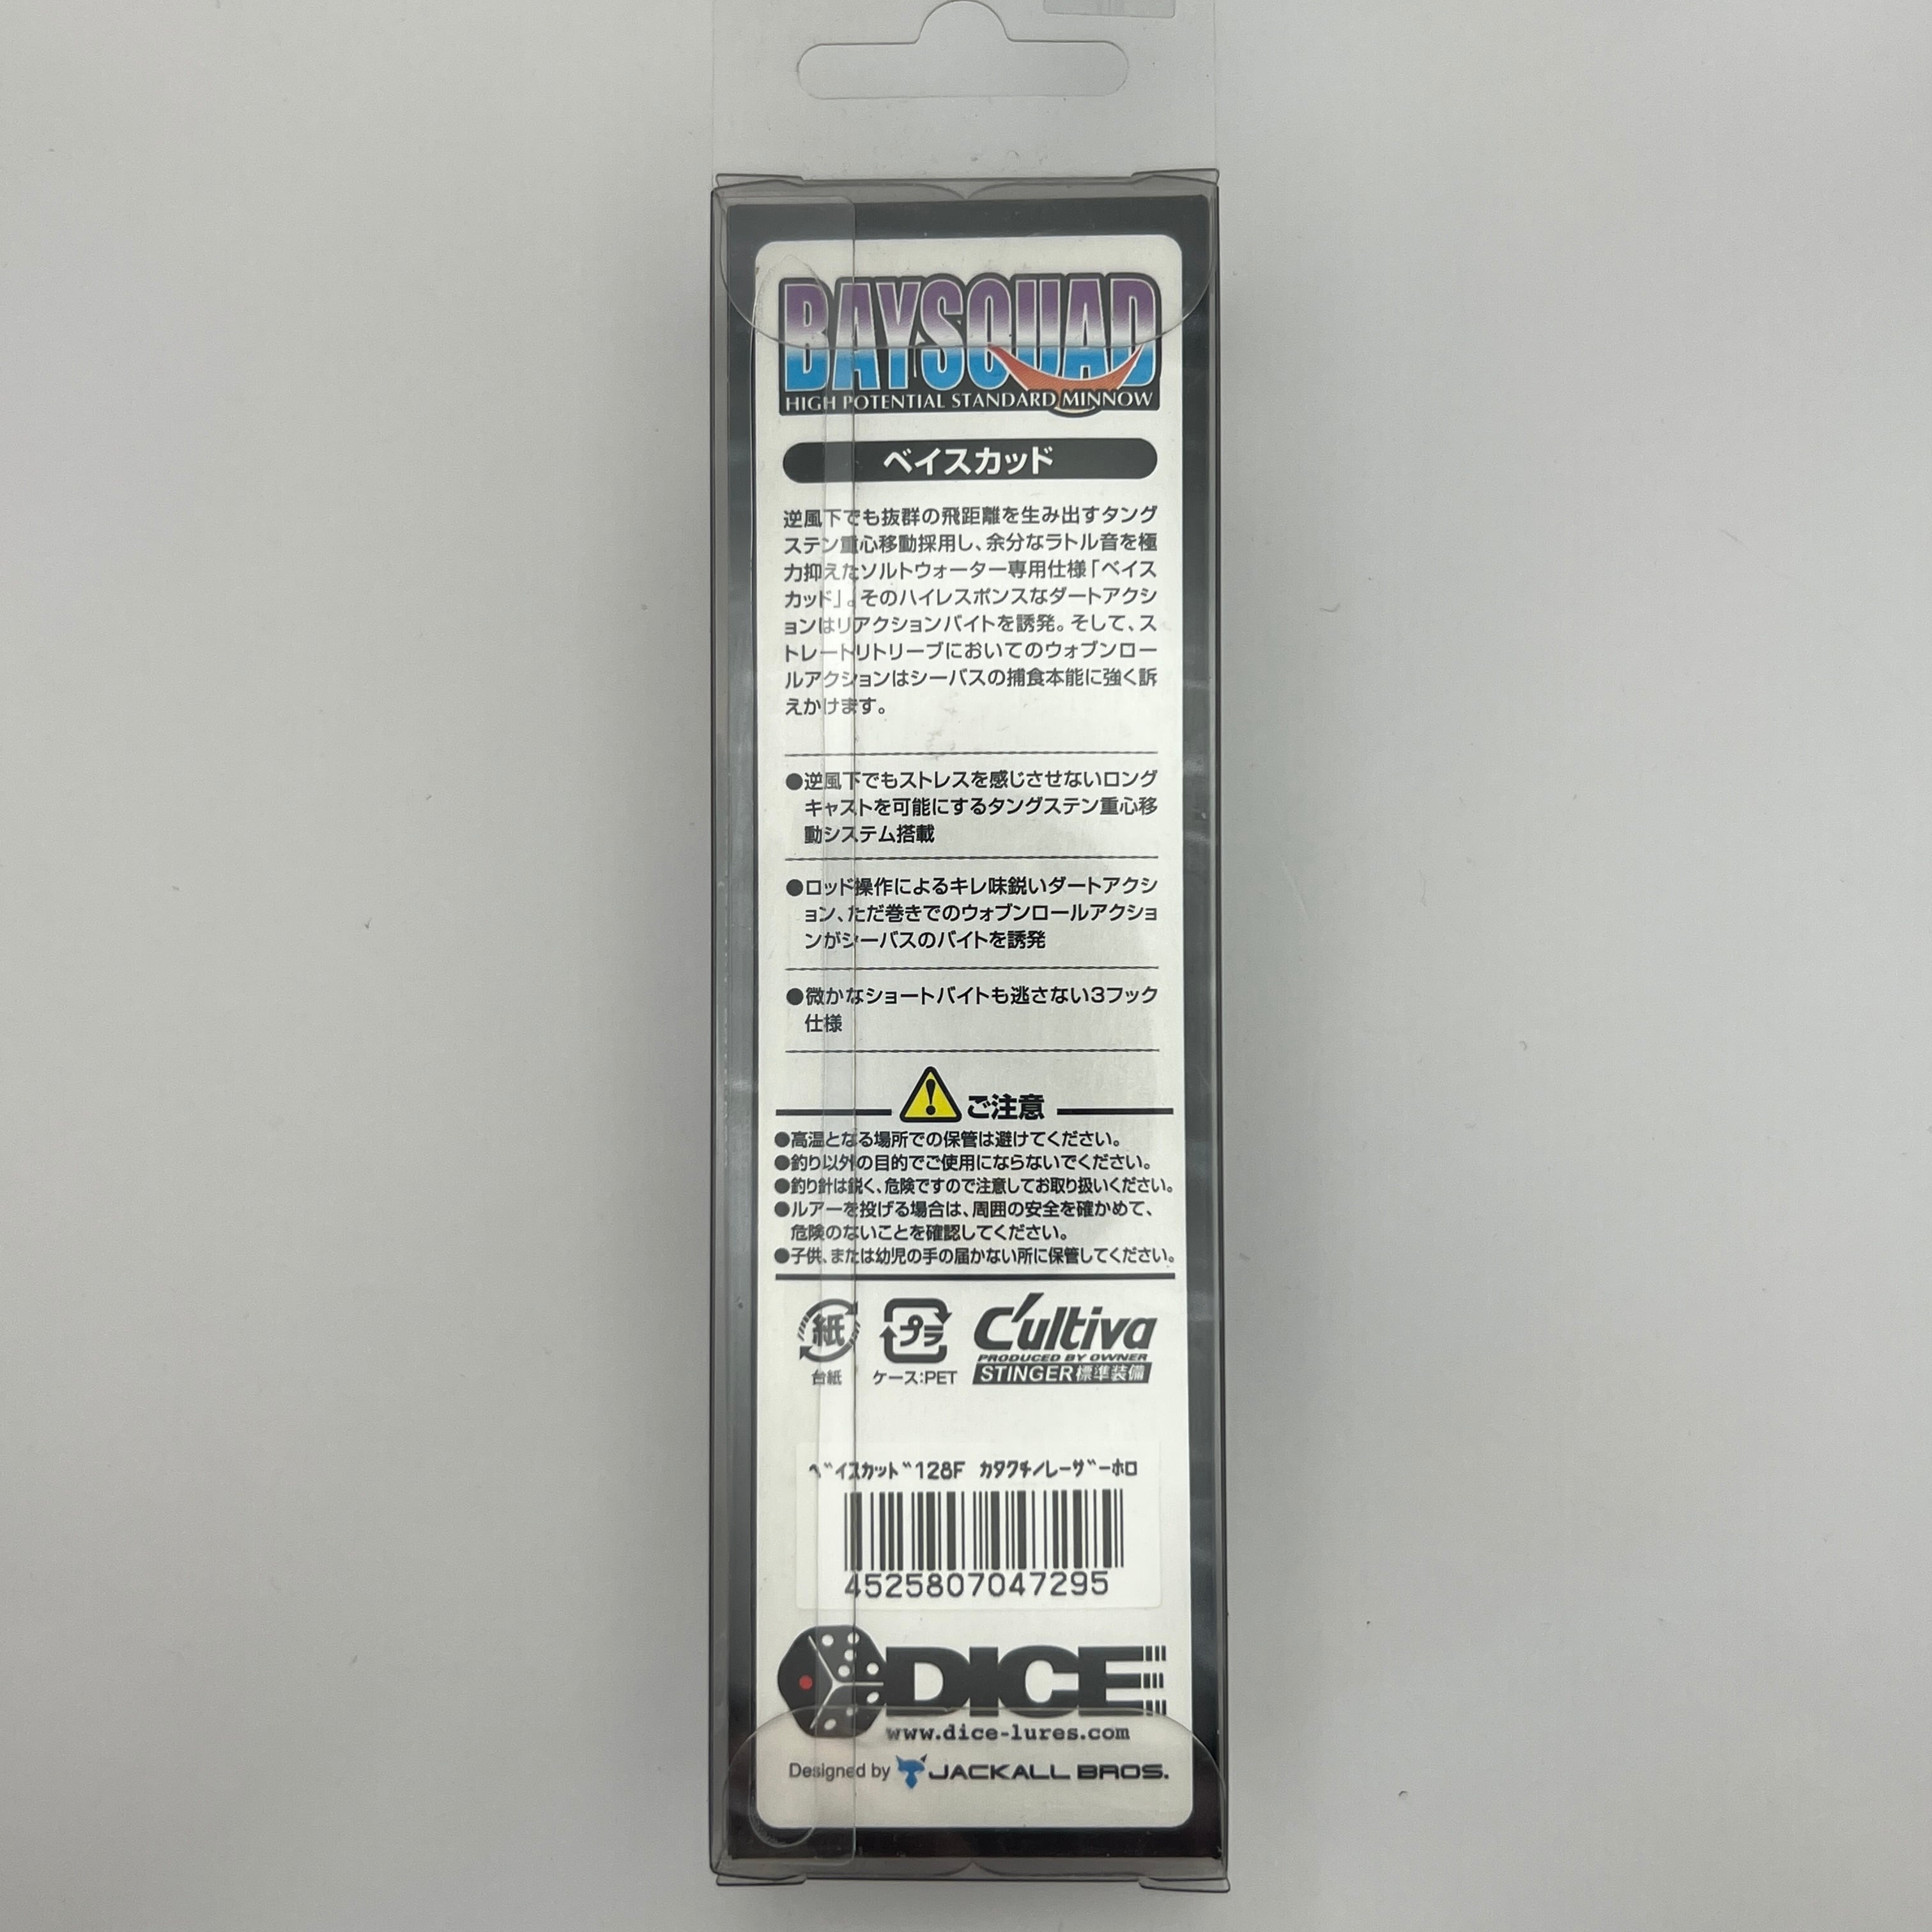 BAYSQUAD
HIGH POTENTIAL STANDARD MINNOW
ベイスカッド
逆風下でも抜群の飛距離を生み出すタング
ステン重心移動採用し、余分なラトル音を極
力抑えたソルトウォーター専用仕様「ベイス
カッド」。そのハイレスポンスなダートアクシ
ョンはリアクションバイトを誘発。そして、ス
トレートリトリーブにおいてのウォブンロー
ルアクションはシーバスの捕食本能に強く訴
えかけます。
●逆風下でもストレスを感じさせないロング
キャストを可能にするタングステン重心移
動システム搭載
●ロッド操作によるキレ味鋭いダートアクシ
ョン、ただ巻きでのウォブンロールアクショ
ンがシーバスのバイトを誘発
●微かなショートバイトも逃さない3フック
仕様
ご注意
●高温となる場所での保管は避けてください。
●釣り以外の目的でご使用にならないでください。
●釣り針は鋭く、危険ですので注意してお取り扱いください。
●ルアーを投げる場合は、周囲の安全を確かめて、
危険のないことを確認してください。
●子供、または幼児の手の届かない所に保管してください。
紙 プラ C'ultiva
PRODUCED BY OWNER
台紙 ケース:PET STINGER標準装備
ﾍﾞｲｽｶｯﾄﾞ128F ｶﾀｸﾁ/ﾚｰｻﾞｰﾎﾛ
4525807047295
DICE
www.dice-lures.com
Designed by JACKALL BROS.